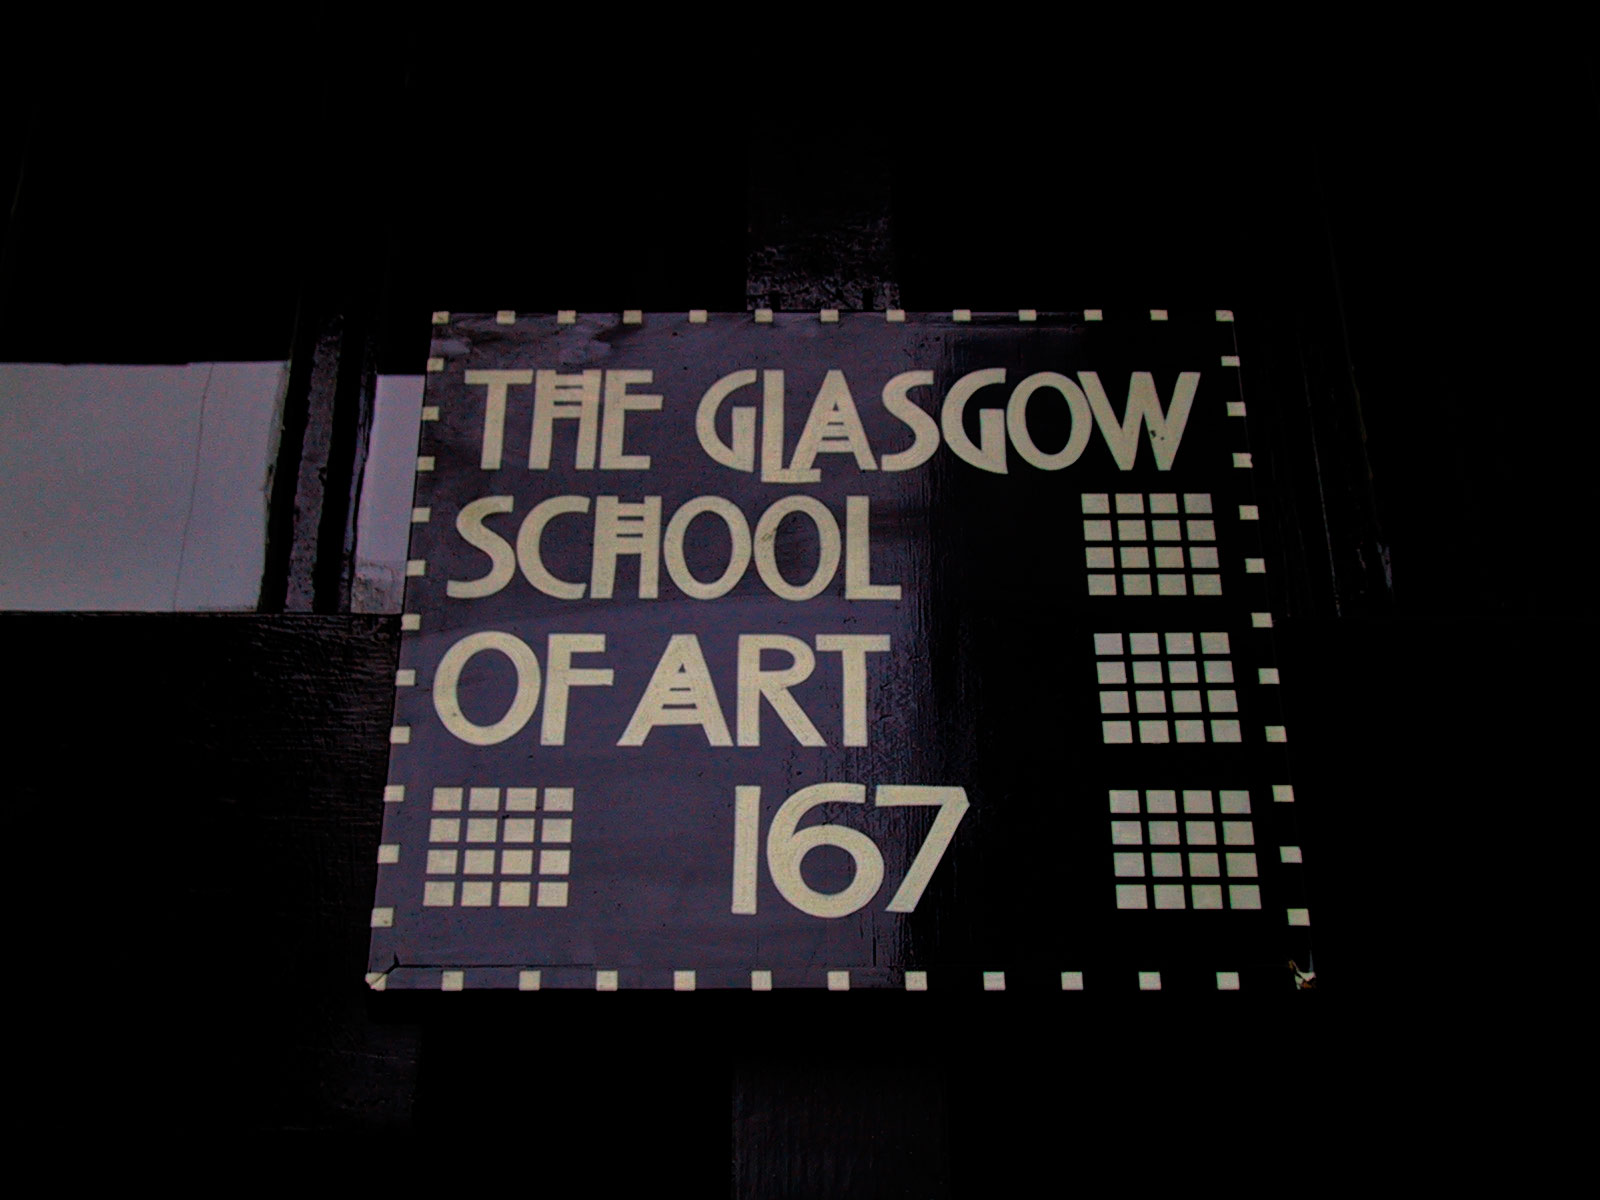 THE GLASGOW
SCHOOL
OF ART
167